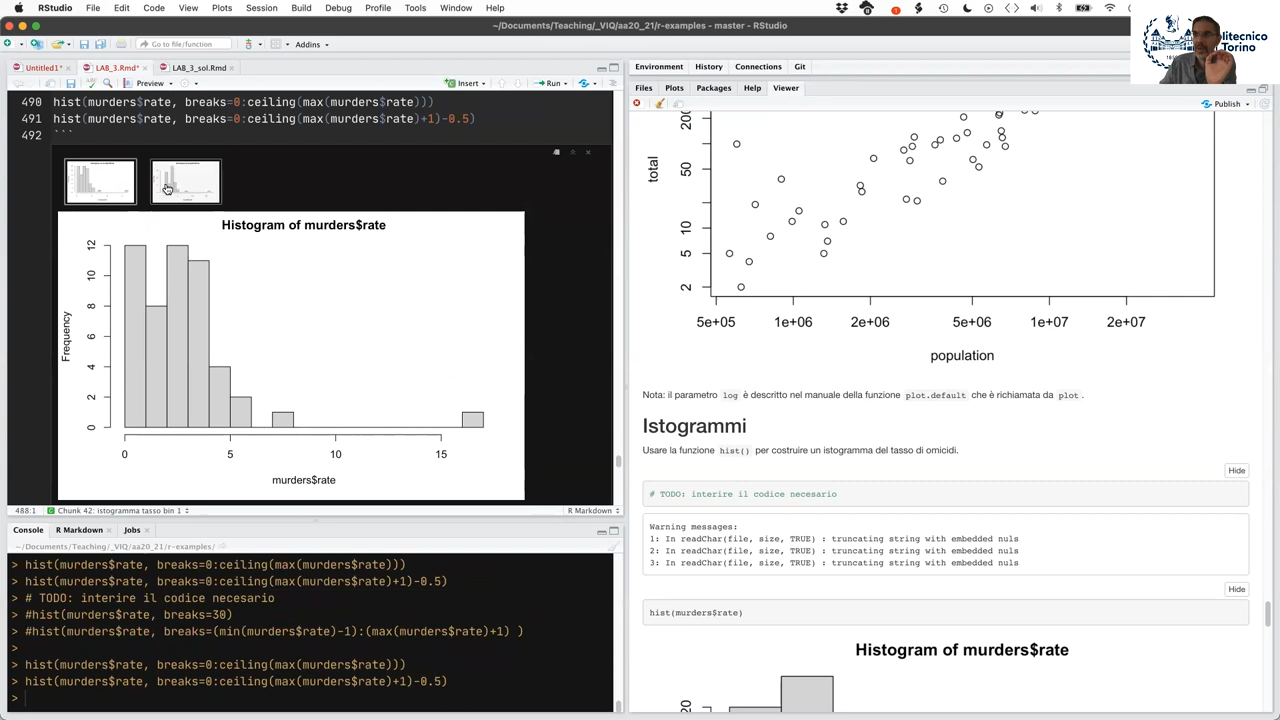 RStudio File Edit Code View Plots Session Build Debug Profile Tools Window Help
~/Documents/Teaching/_VIQ/aa20_21/r-examples - master - RStudio
Go to file/function Addins
Politecnico
di Torino
Untitled1* LAB_3.Rmd* LAB_3_sol.Rmd
Preview Insert Run
490 hist(murders$rate, breaks=0:ceiling(max(murders$rate)))
491 hist(murders$rate, breaks=0:ceiling(max(murders$rate)+1)-0.5)
492 ```
Histogram of murders$rate
Frequency
12
10
8
6
4
2
0
0 5 10 15
murders$rate
488:1 Chunk 42: istogramma tasso bin 1 R Markdown
Console R Markdown Jobs
~/Documents/Teaching/_VIQ/aa20_21/r-examples/
> hist(murders$rate, breaks=0:ceiling(max(murders$rate)))
> hist(murders$rate, breaks=0:ceiling(max(murders$rate)+1)-0.5)
> # TODO: interire il codice necesario
> #hist(murders$rate, breaks=30)
> #hist(murders$rate, breaks=(min(murders$rate)-1):(max(murders$rate)+1) )
>
> hist(murders$rate, breaks=0:ceiling(max(murders$rate)))
> hist(murders$rate, breaks=0:ceiling(max(murders$rate)+1)-0.5)
>
Environment History Connections Git
Files Plots Packages Help Viewer
Publish
total
200
50
10
5
2
5e+05 1e+06 2e+06 5e+06 1e+07 2e+07
population
Nota: il parametro log è descritto nel manuale della funzione plot.default che è richiamata da plot.
Istogrammi
Usare la funzione hist() per costruire un istogramma del tasso di omicidi.
Hide
# TODO: interire il codice necesario
Warning messages:
1: In readChar(file, size, TRUE) : truncating string with embedded nuls
2: In readChar(file, size, TRUE) : truncating string with embedded nuls
3: In readChar(file, size, TRUE) : truncating string with embedded nuls
Hide
hist(murders$rate)
Histogram of murders$rate
20